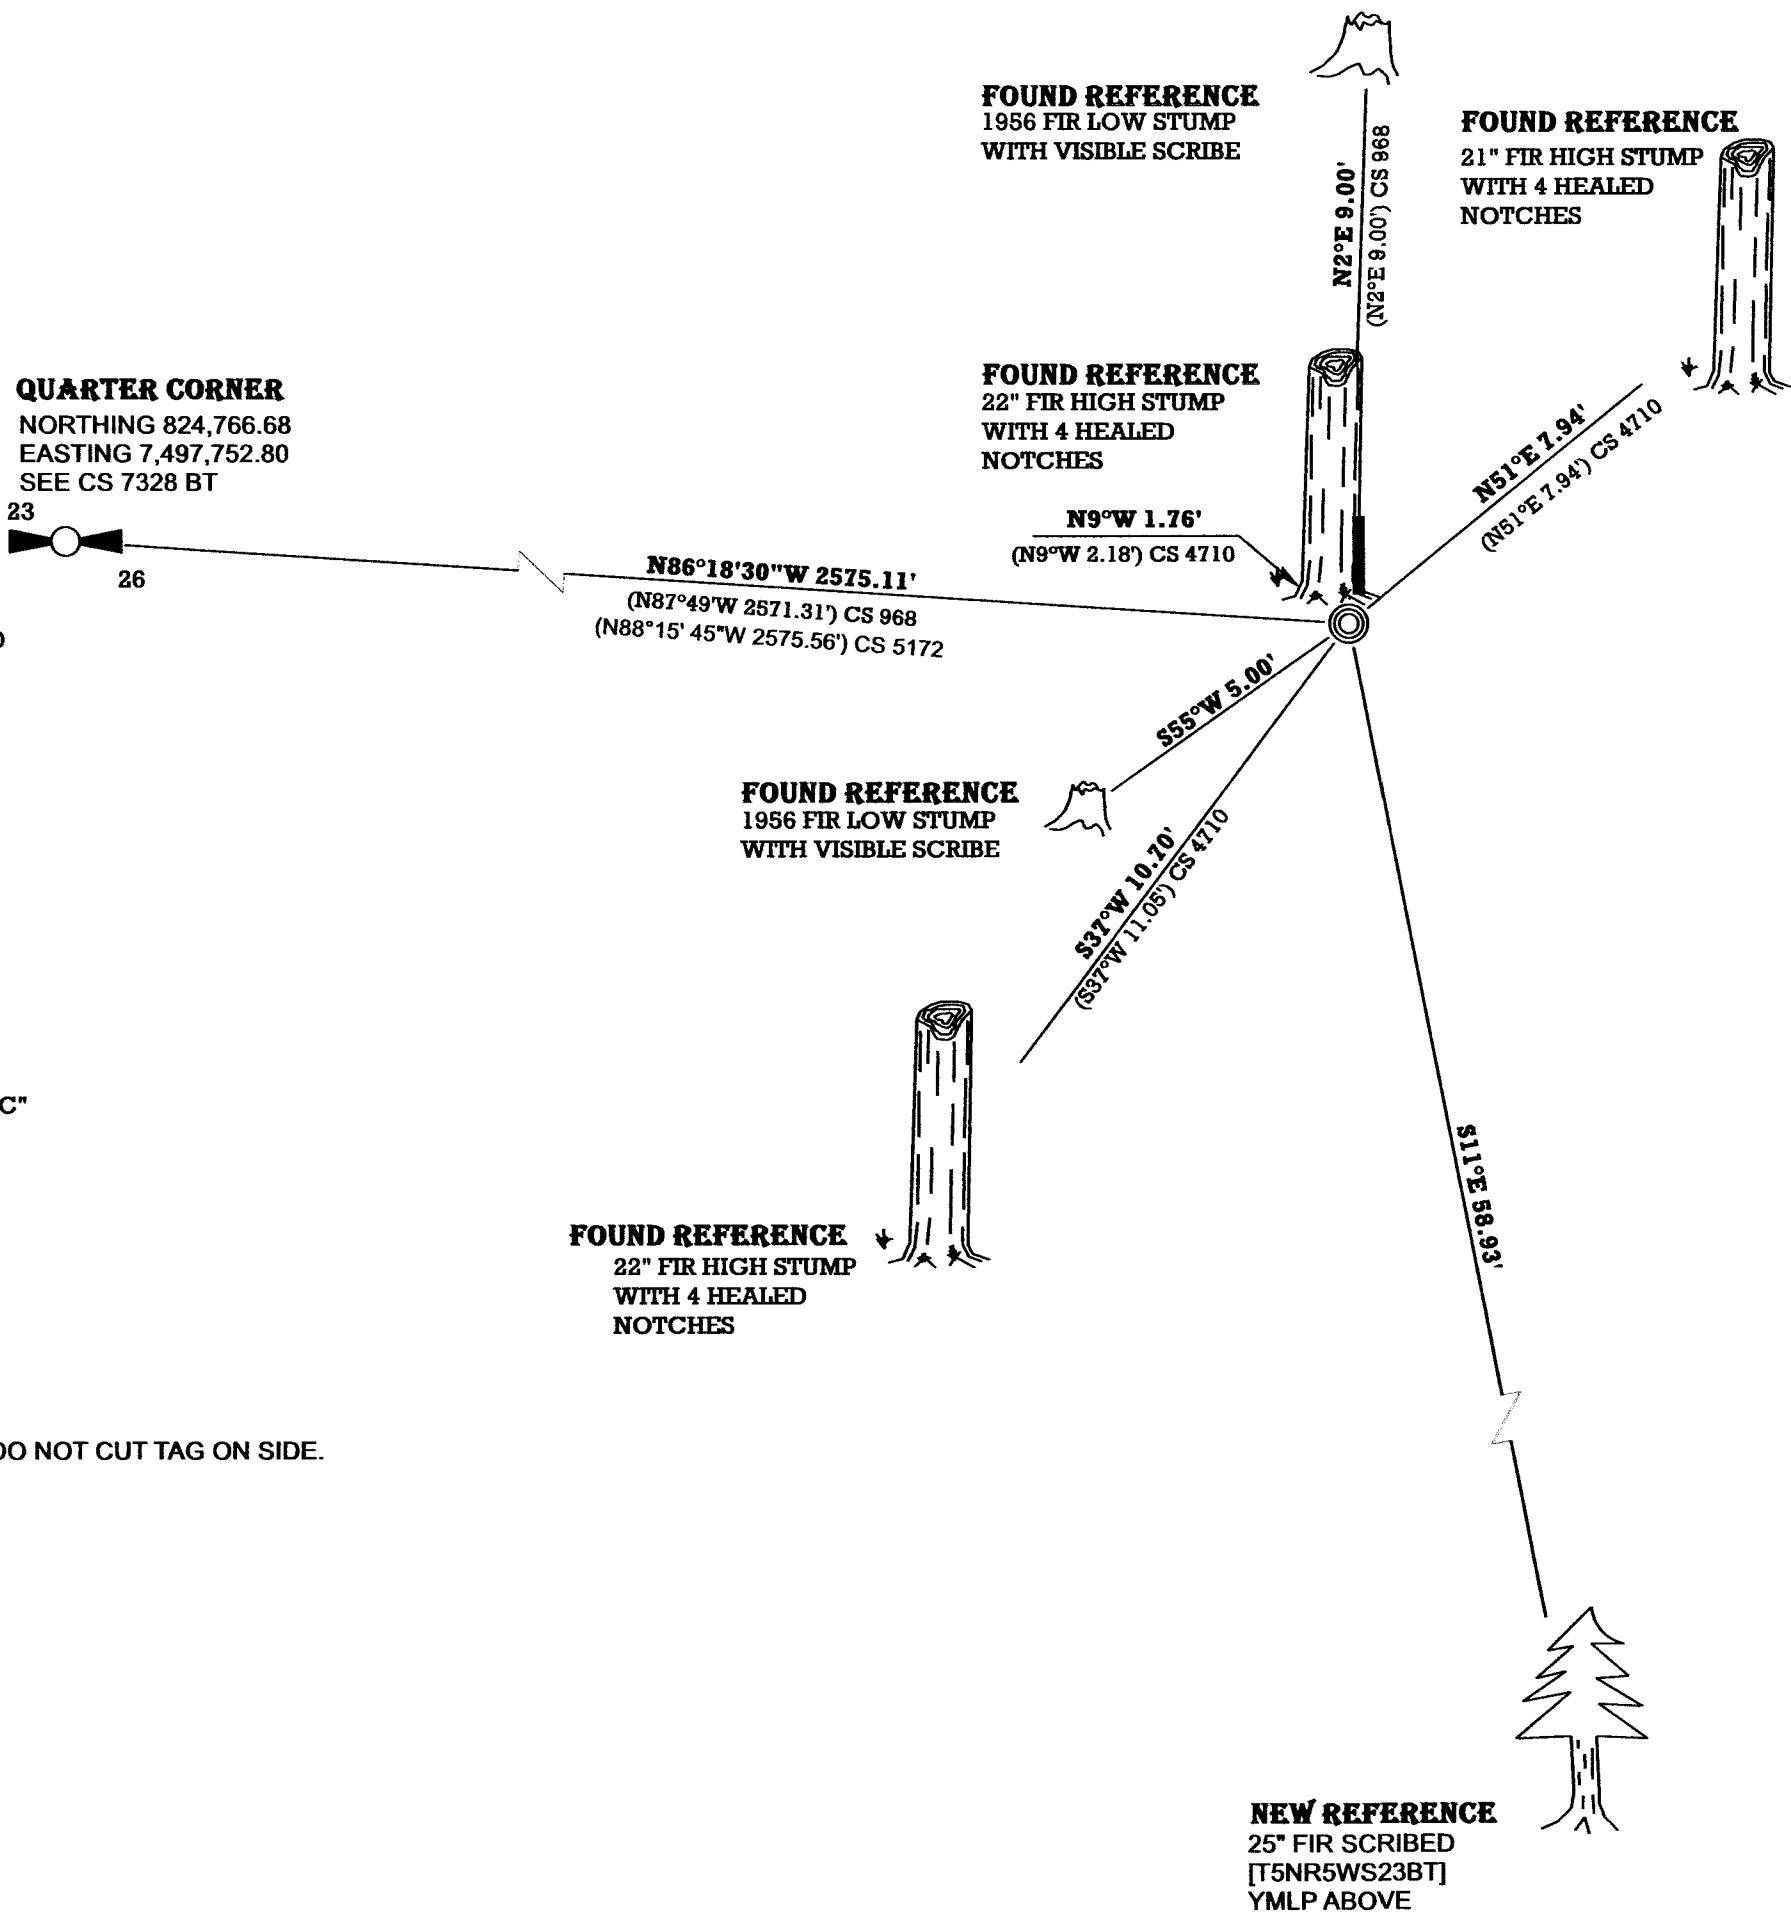 FOUND REFERENCE
1956 FIR LOW STUMP
WITH VISIBLE SCRIBE
N2°E 9.00'
(N2°E 9.00') CS 968
FOUND REFERENCE
21" FIR HIGH STUMP
WITH 4 HEALED
NOTCHES
QUARTER CORNER
NORTHING 824,766.68
EASTING 7,497,752.80
SEE CS 7328 BT
23
26
FOUND REFERENCE
22" FIR HIGH STUMP
WITH 4 HEALED
NOTCHES
N9°W 1.76'
(N9°W 2.18') CS 4710
N51°E 7.94'
(N51°E 7.94') CS 4710
N86°18'30"W 2575.11'
(N87°49'W 2571.31') CS 968
(N88°15' 45"W 2575.56') CS 5172
S55°W 5.00'
FOUND REFERENCE
1956 FIR LOW STUMP
WITH VISIBLE SCRIBE
S37°W 10.70'
(S37°W 11.05') CS 4710
C"
S11°E 58.93'
FOUND REFERENCE
22" FIR HIGH STUMP
WITH 4 HEALED
NOTCHES
DO NOT CUT TAG ON SIDE.
NEW REFERENCE
25" FIR SCRIBED
[T5NR5WS23BT]
YMLP ABOVE